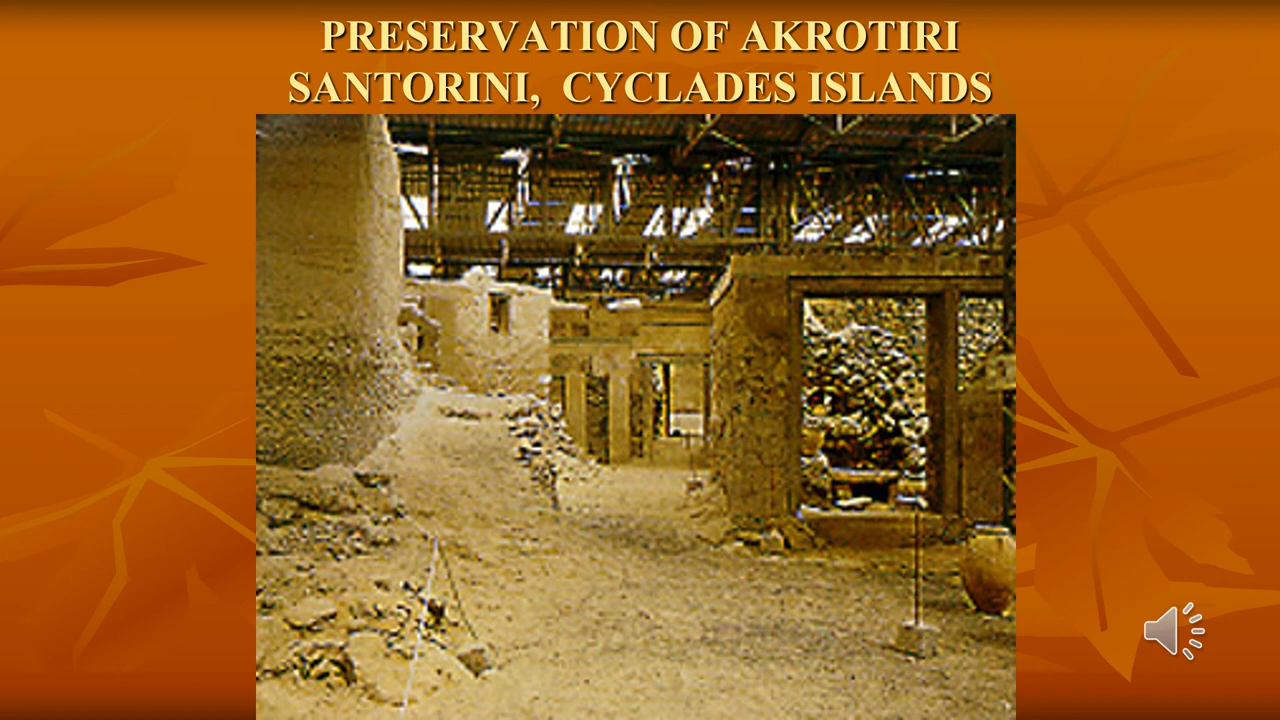 PRESERVATION OF AKROTIRI
SANTORINI,  CYCLADES ISLANDS